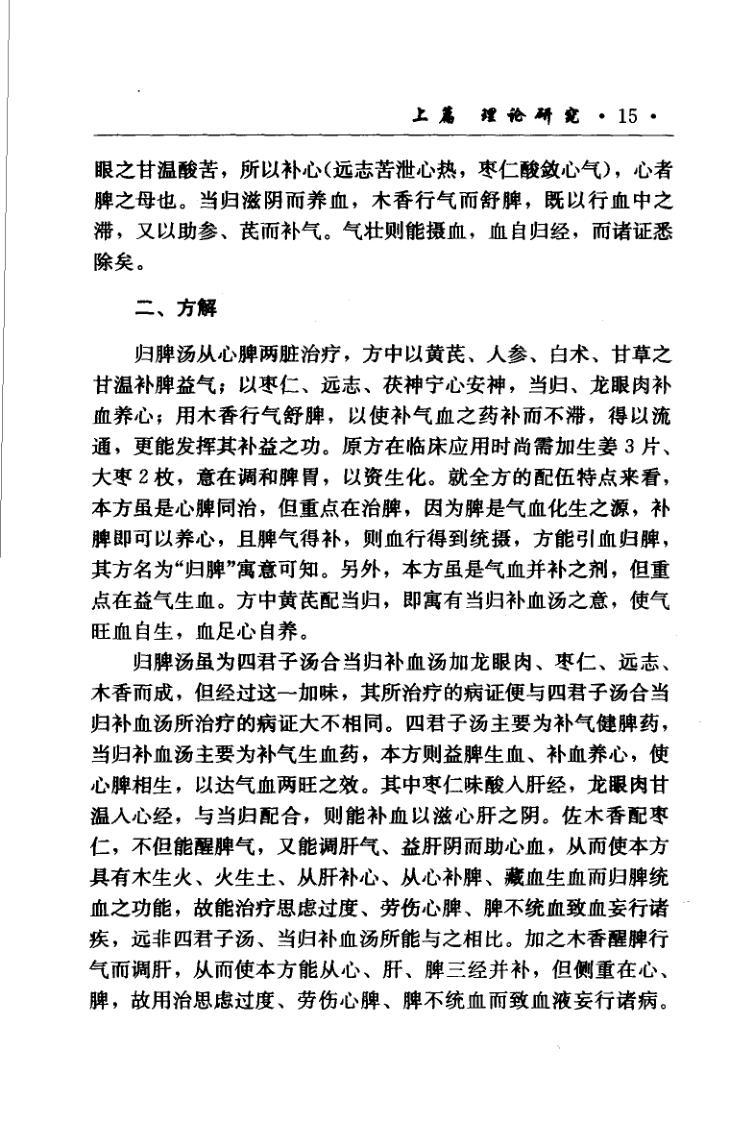 上篇 理论研究 · 15 ·
眼之甘温酸苦，所以补心（远志苦泄心热，枣仁酸敛心气），心者
脾之母也。当归滋阴而养血，木香行气而舒脾，既以行血中之
滞，又以助参、芪而补气。气壮则能摄血，血自归经，而诸证悉
除矣。
二、方解
归脾汤从心脾两脏治疗，方中以黄芪、人参、白术、甘草之
甘温补脾益气；以枣仁、远志、茯神宁心安神，当归、龙眼肉补
血养心；用木香行气舒脾，以使补气血之药补而不滞，得以流
通，更能发挥其补益之功。原方在临床应用时尚需加生姜 3 片、
大枣 2 枚，意在调和脾胃，以资生化。就全方的配伍特点来看，
本方虽是心脾同治，但重点在治脾，因为脾是气血化生之源，补
脾即可以养心，且脾气得补，则血行得到统摄，方能引血归脾，
其方名为“归脾”寓意可知。另外，本方虽是气血并补之剂，但重
点在益气生血。方中黄芪配当归，即寓有当归补血汤之意，使气
旺血自生，血足心自养。
归脾汤虽为四君子汤合当归补血汤加龙眼肉、枣仁、远志、
木香而成，但经过这一加味，其所治疗的病证便与四君子汤合当
归补血汤所治疗的病证大不相同。四君子汤主要为补气健脾药，
当归补血汤主要为补气生血药，本方则益脾生血、补血养心，使
心脾相生，以达气血两旺之效。其中枣仁味酸入肝经，龙眼肉甘
温入心经，与当归配合，则能补血以滋心肝之阴。佐木香配枣
仁，不但能醒脾气，又能调肝气、益肝阴而助心血，从而使本方
具有木生火、火生土、从肝补心、从心补脾、藏血生血而归脾统
血之功能，故能治疗思虑过度、劳伤心脾、脾不统血致血妄行诸
疾，远非四君子汤、当归补血汤所能与之相比。加之木香醒脾行
气而调肝，从而使本方能从心、肝、脾三经并补，但侧重在心、
脾，故用治思虑过度、劳伤心脾、脾不统血而致血液妄行诸病。